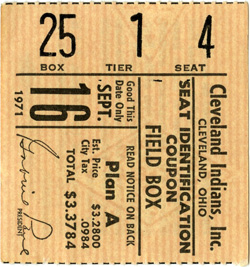 25 1 4
BOX TIER SEAT
Cleveland Indians, Inc.
CLEVELAND, OHIO
SEAT IDENTIFICATION
COUPON
FIELD BOX
READ NOTICE ON BACK
Plan A
Est. Price $3.2800
City Tax .0984
TOTAL $3.3784
Good This
Date Only
SEPT.
16
1971
PRESIDENT